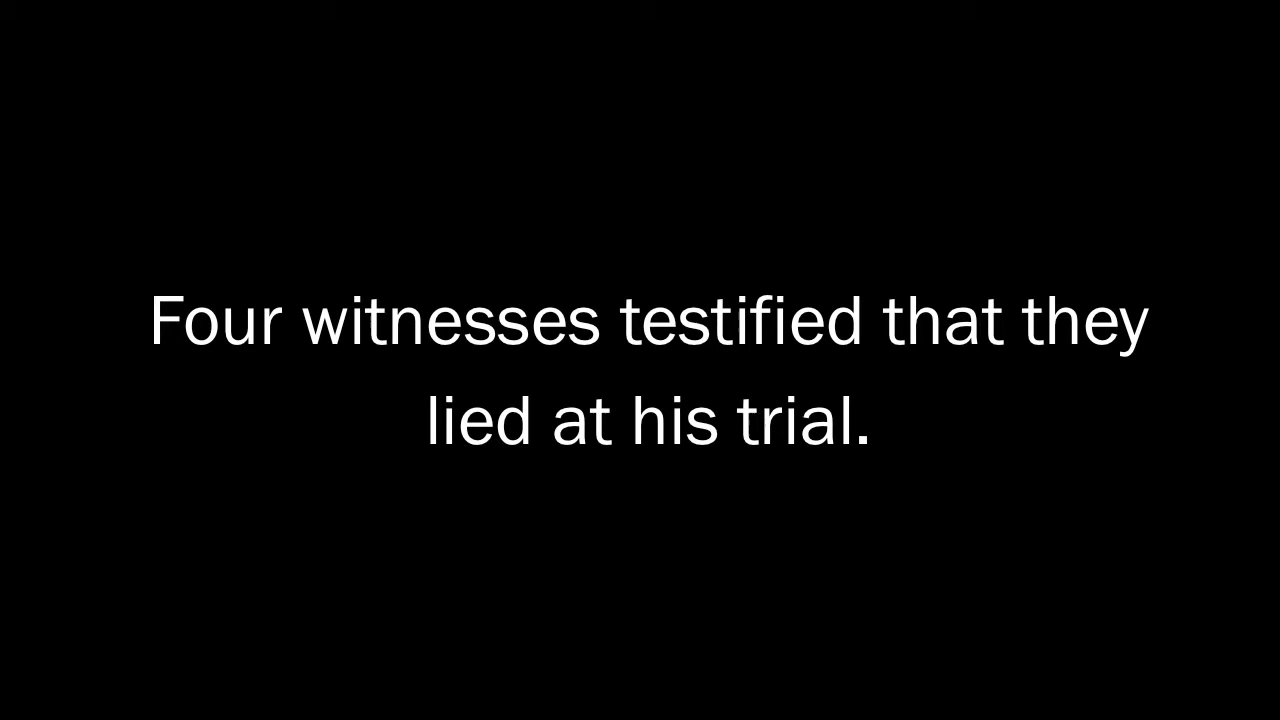 Four witnesses testified that they
lied at his trial.